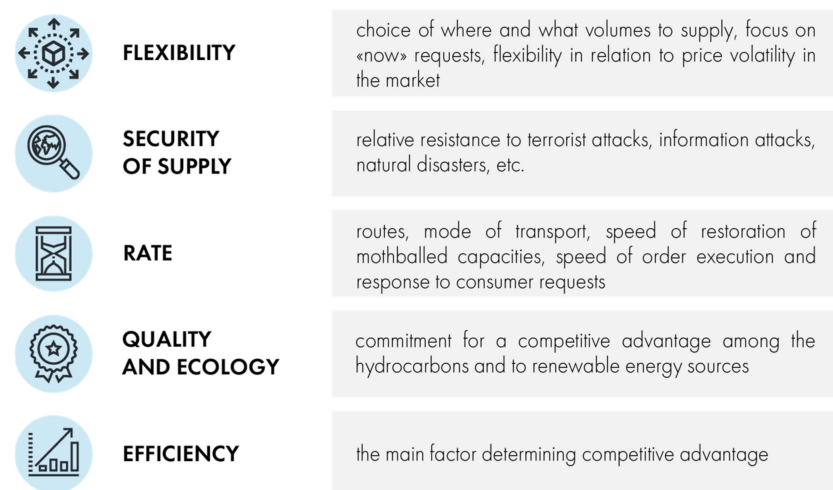 FLEXIBILITY
choice of where and what volumes to supply, focus on
«now» requests, flexibility in relation to price volatility in
the market
SECURITY
OF SUPPLY
relative resistance to terrorist attacks, information attacks,
natural disasters, etc.
RATE
routes, mode of transport, speed of restoration of
mothballed capacities, speed of order execution and
response to consumer requests
QUALITY
AND ECOLOGY
commitment for a competitive advantage among the
hydrocarbons and to renewable energy sources
EFFICIENCY
the main factor determining competitive advantage